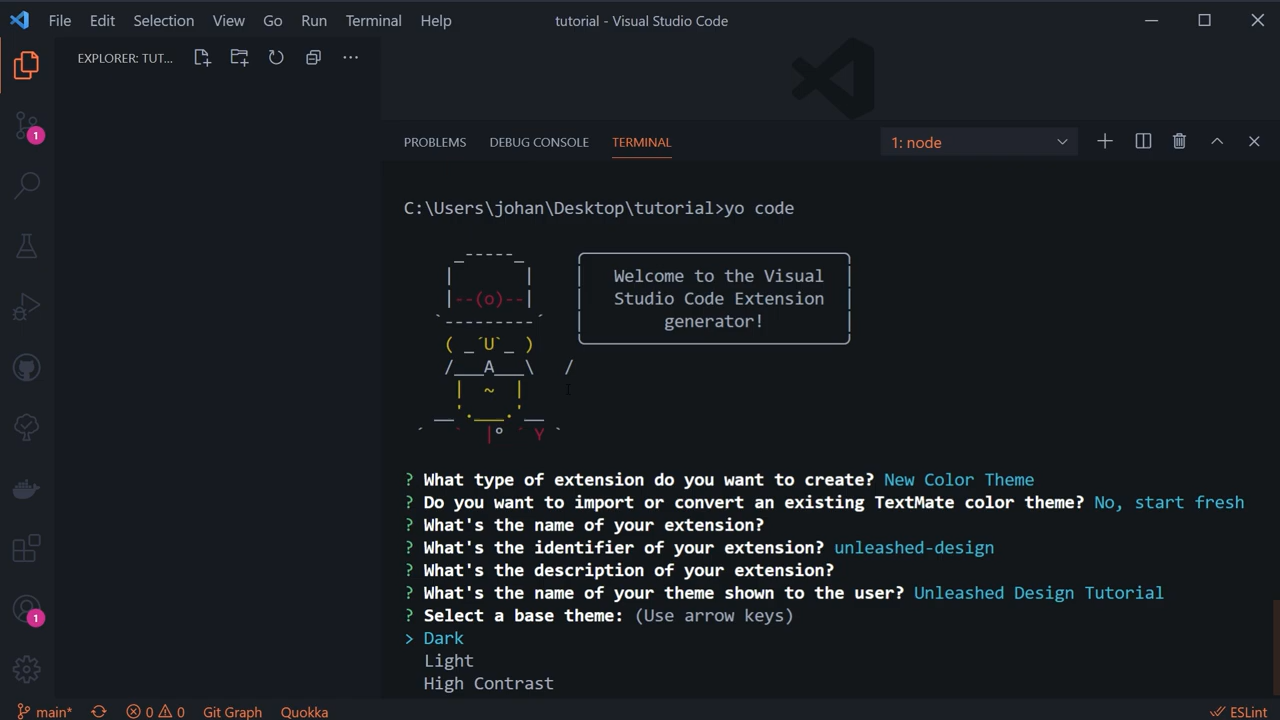 File Edit Selection View Go Run Terminal Help tutorial - Visual Studio Code
EXPLORER: TUT... ···
PROBLEMS DEBUG CONSOLE TERMINAL 1: node
C:\Users\johan\Desktop\tutorial>yo code
Welcome to the Visual
Studio Code Extension
generator!
? What type of extension do you want to create? New Color Theme
? Do you want to import or convert an existing TextMate color theme? No, start fresh
? What's the name of your extension?
? What's the identifier of your extension? unleashed-design
? What's the description of your extension?
? What's the name of your theme shown to the user? Unleashed Design Tutorial
? Select a base theme: (Use arrow keys)
> Dark
Light
High Contrast
1
1
main* 0 0 Git Graph Quokka ESLint